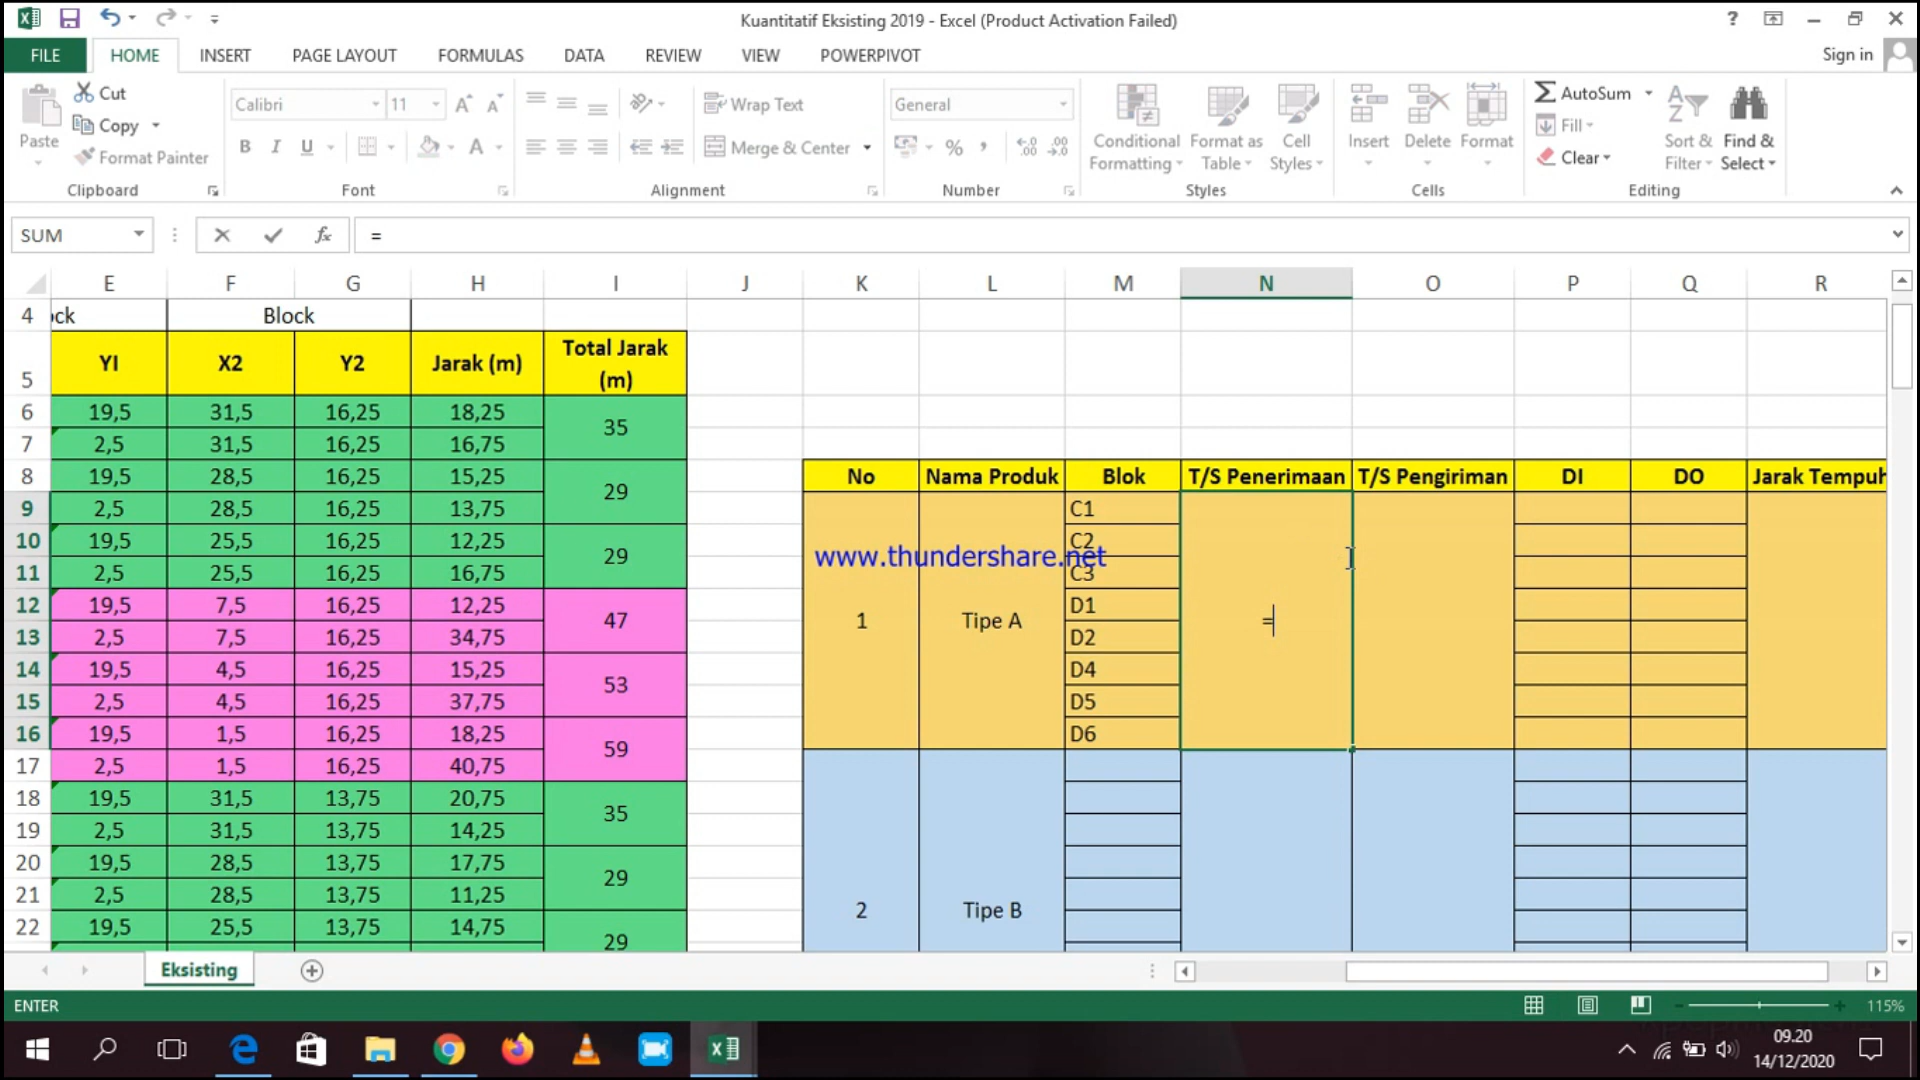 Kuantitatif Eksisting 2019 - Excel (Product Activation Failed)
FILE HOME INSERT PAGE LAYOUT FORMULAS DATA REVIEW VIEW POWERPIVOT Sign in
Paste Cut Copy Format Painter
Clipboard
Calibri 11
B I U A
Font
Wrap Text
Merge & Center
Alignment
General
%
Number
Conditional Formatting Format as Table Cell Styles
Styles
Insert Delete Format
Cells
AutoSum
Fill
Clear
Sort & Filter Find & Select
Editing
SUM fx =
E F G H I J K L M N O P Q R
4 ock Block
5 YI X2 Y2 Jarak (m) Total Jarak (m)
6 19,5 31,5 16,25 18,25 35
7 2,5 31,5 16,25 16,75
8 19,5 28,5 16,25 15,25 29 No Nama Produk Blok T/S Penerimaan T/S Pengiriman DI DO Jarak Tempuh
9 2,5 28,5 16,25 13,75 C1
10 19,5 25,5 16,25 12,25 29 C2
www.thundershare.net
11 2,5 25,5 16,25 16,75 C3
12 19,5 7,5 16,25 12,25 47 1 Tipe A D1 =
13 2,5 7,5 16,25 34,75 D2
14 19,5 4,5 16,25 15,25 53 D4
15 2,5 4,5 16,25 37,75 D5
16 19,5 1,5 16,25 18,25 59 D6
17 2,5 1,5 16,25 40,75
18 19,5 31,5 13,75 20,75 35
19 2,5 31,5 13,75 14,25
20 19,5 28,5 13,75 17,75 29
21 2,5 28,5 13,75 11,25 2 Tipe B
22 19,5 25,5 13,75 14,75 29
Eksisting
ENTER 115%
09.20
14/12/2020